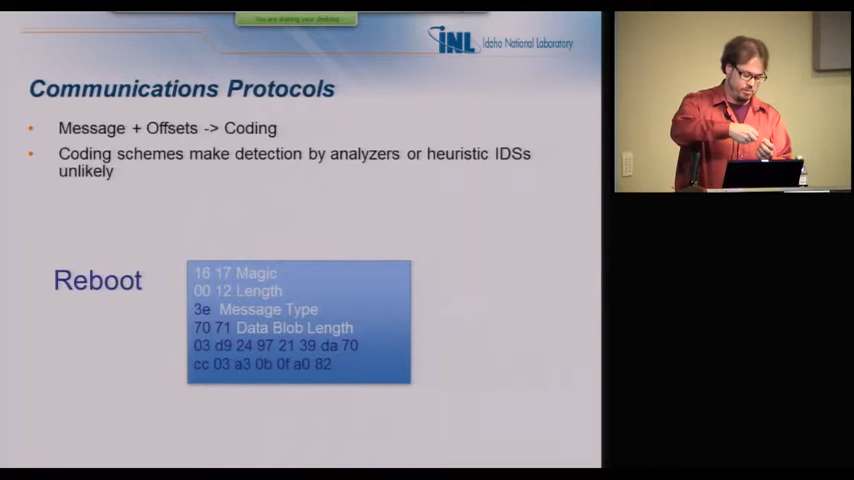 You are sharing your desktop
INL Idaho National Laboratory
Communications Protocols
Message + Offsets -> Coding
Coding schemes make detection by analyzers or heuristic IDSs
unlikely
Reboot
16 17 Magic
00 12 Length
3e Message Type
70 71 Data Blob Length
03 d9 24 97 21 39 da 70
cc 03 a3 0b 0f a0 82